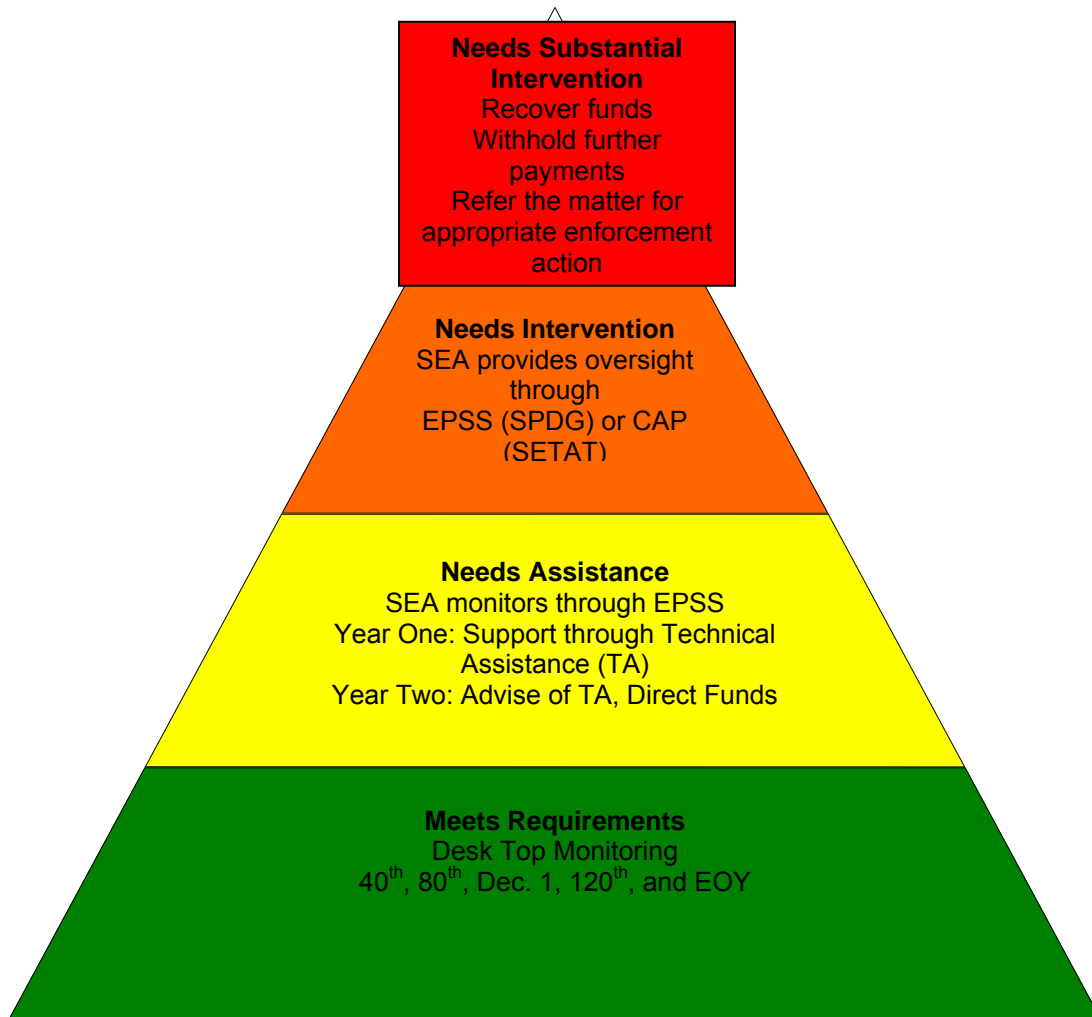 Needs Substantial
Intervention
Recover funds
Withhold further
payments
Refer the matter for
appropriate enforcement
action
Needs Intervention
SEA provides oversight
through
EPSS (SPDG) or CAP
(SETAT)
Needs Assistance
SEA monitors through EPSS
Year One: Support through Technical
Assistance (TA)
Year Two: Advise of TA, Direct Funds
Meets Requirements
Desk Top Monitoring
40th, 80th, Dec. 1, 120th, and EOY